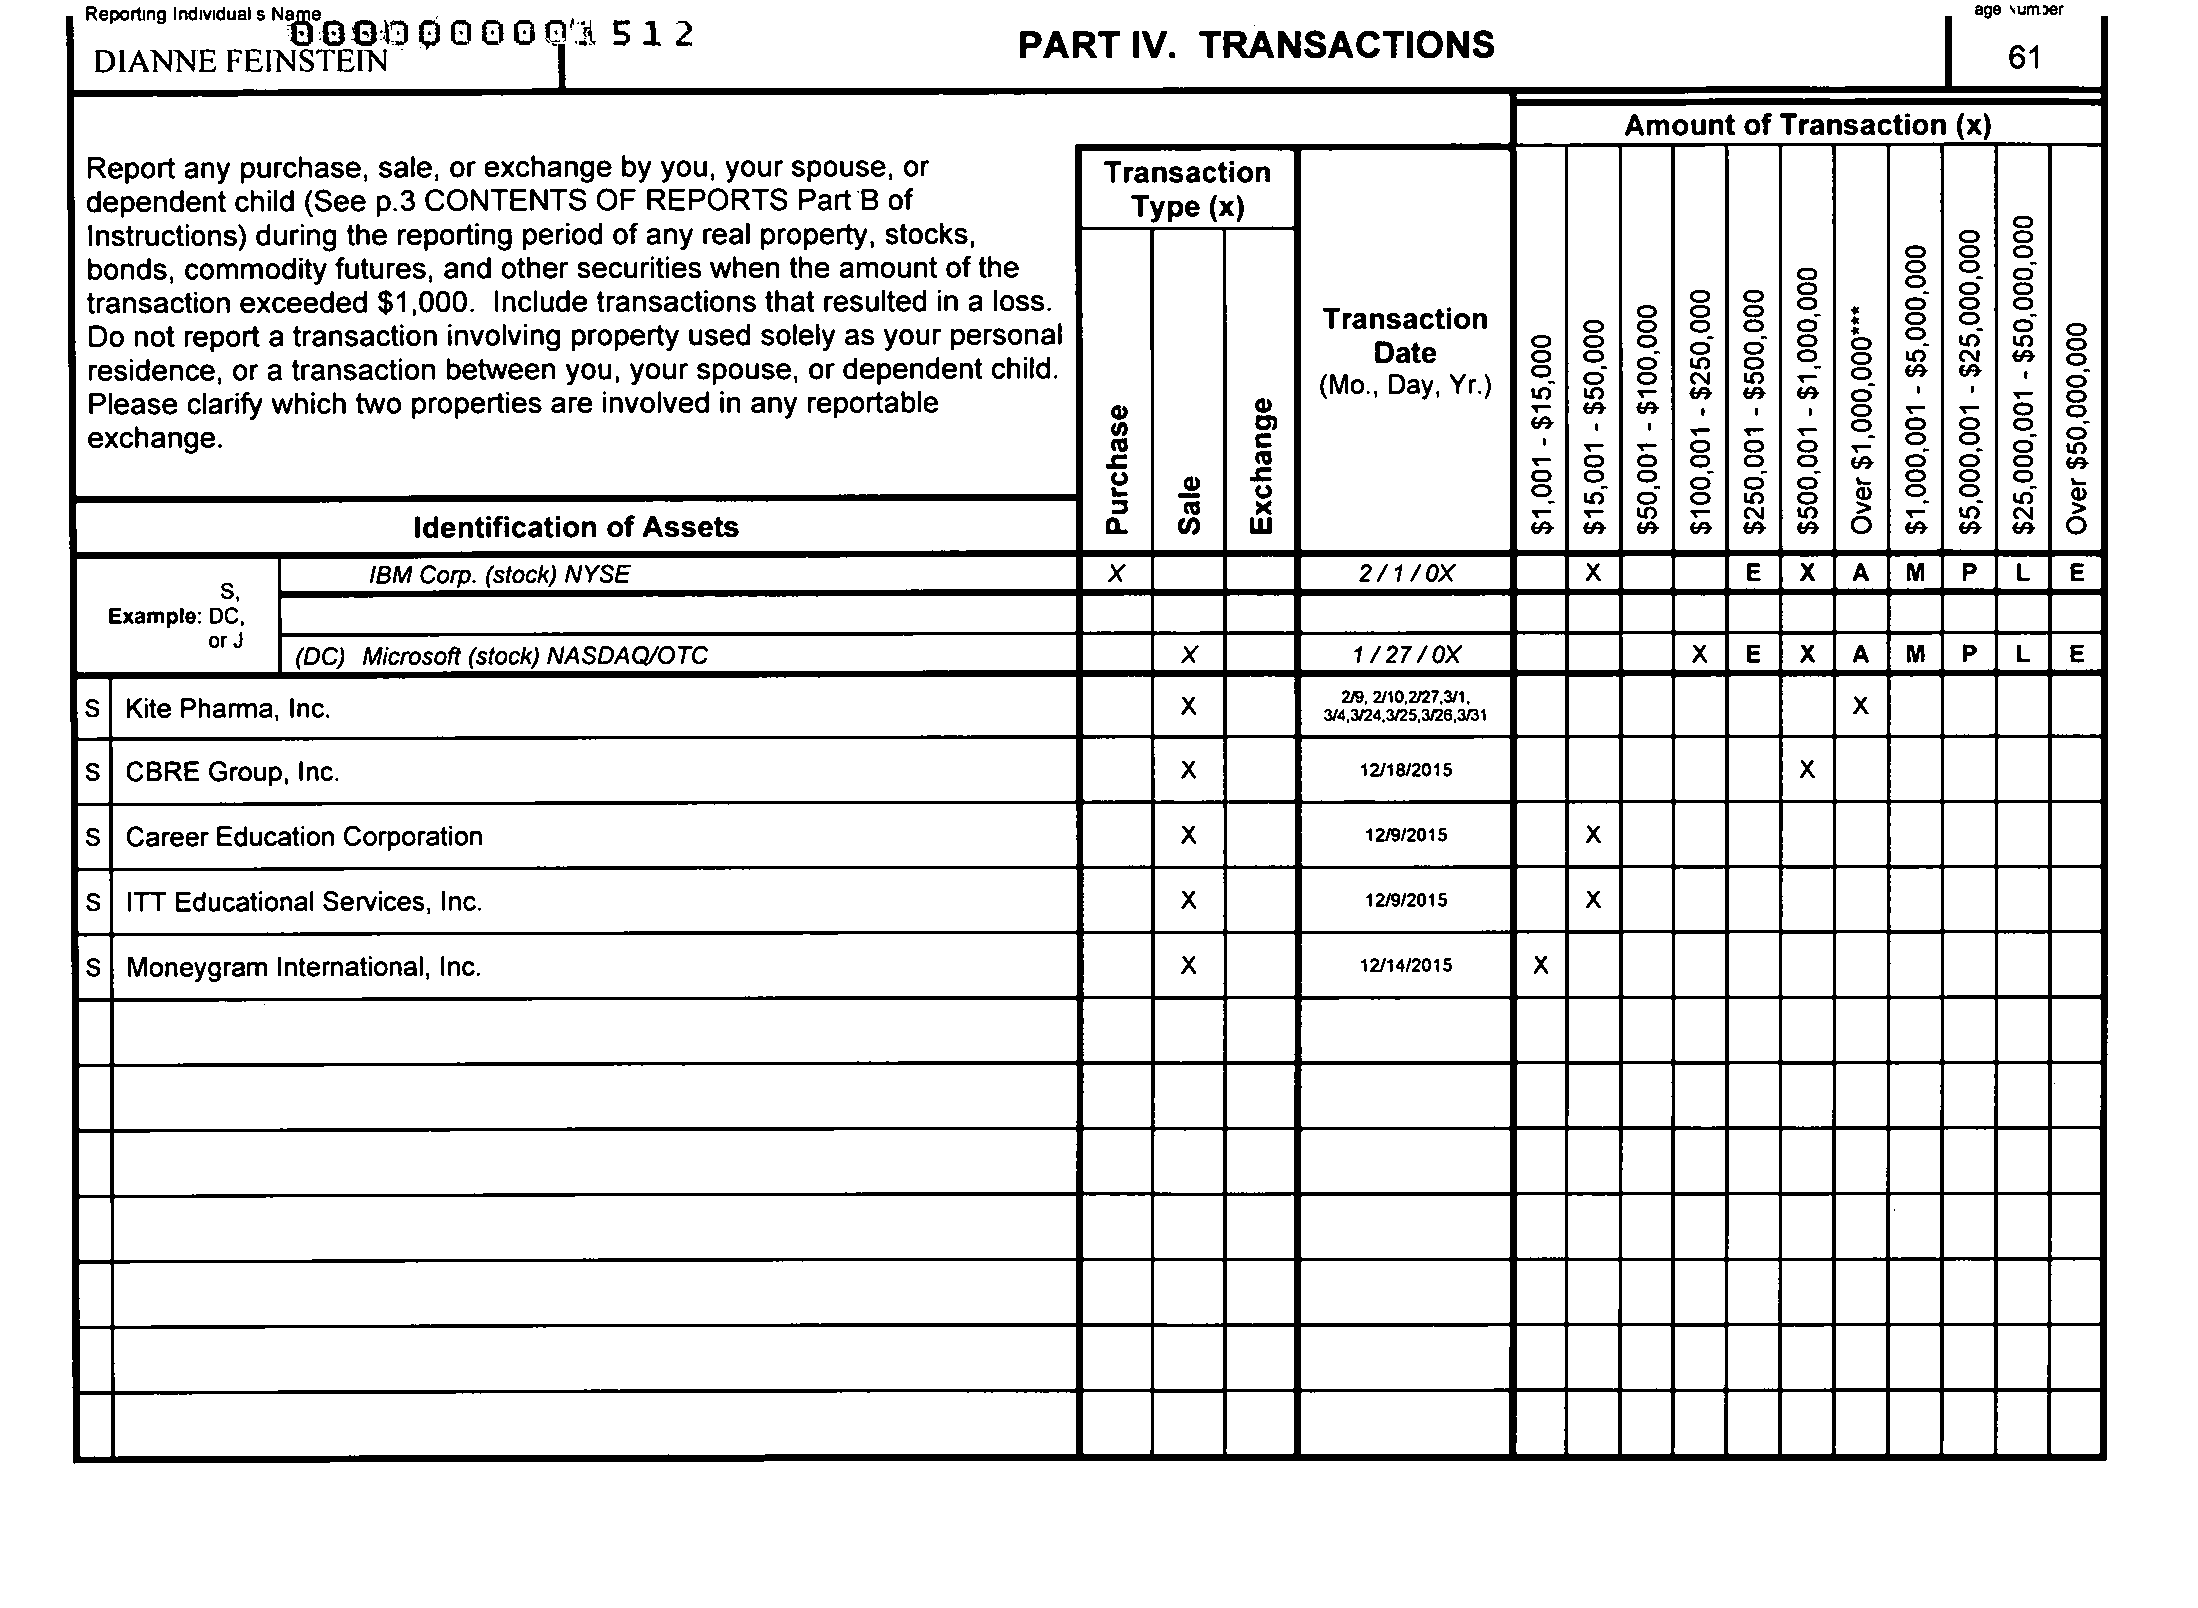 Reporting Individual s Name
512
DIANNE FEINSTEIN
PART IV. TRANSACTIONS
61
Amount of Transaction (x)
Report any purchase, sale, or exchange by you, your spouse, or
dependent child (See p.3 CONTENTS OF REPORTS Part B of
Instructions) during the reporting period of any real property, stocks,
bonds, commodity futures, and other securities when the amount of the
transaction exceeded $1,000. Include transactions that resulted in a loss.
Do not report a transaction involving property used solely as your personal
residence, or a transaction between you, your spouse, or dependent child.
Please clarify which two properties are involved in any reportable
exchange.
Transaction
Type (x)
Purchase
Sale
Exchange
Transaction
Date
(Mo., Day, Yr.)
$1,001 - $15,000
$15,001 - $50,000
$50,001 - $100,000
$100,001 - $250,000
$250,001 - $500,000
$500,001 - $1,000,000
Over $1,000,000***
$1,000,001 - $5,000,000
$5,000,001 - $25,000,000
$25,000,001 - $50,000,000
Over $50,000,000
Identification of Assets
S,
Example: DC,
or J
IBM Corp. (stock) NYSE X 2 / 1 / 0X X E X A M P L E
(DC) Microsoft (stock) NASDAQ/OTC X 1 / 27 / 0X X E X A M P L E
S Kite Pharma, Inc. X 2/9, 2/10,2/27,3/1, X
3/4,3/24,3/25,3/26,3/31
S CBRE Group, Inc. X 12/18/2015 X
S Career Education Corporation X 12/9/2015 X
S ITT Educational Services, Inc. X 12/9/2015 X
S Moneygram International, Inc. X 12/14/2015 X